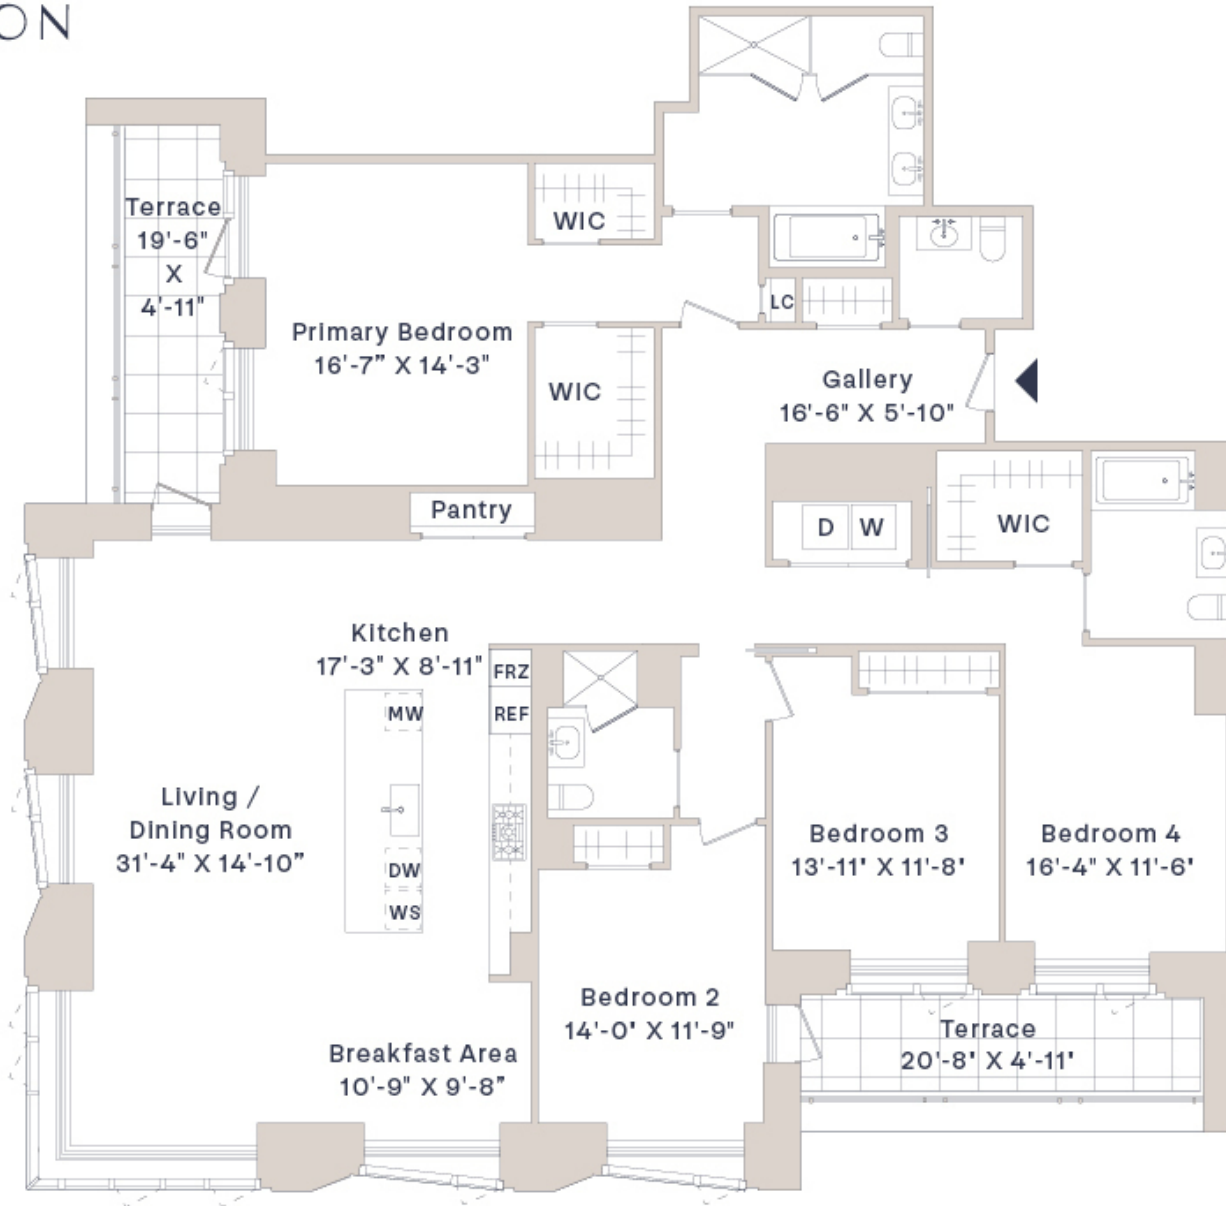 ON
Terrace
19'-6"
X
4'-11"
WIC
Primary Bedroom
16'-7” X 14'-3"
WIC
LC
Gallery
16'-6" X 5'-10"
Pantry
D
W
WIC
Kitchen
17'-3" X 8'-11"
FRZ
REF
MW
DW
WS
Living /
Dining Room
31'-4" X 14'-10”
Breakfast Area
10'-9" X 9'-8”
Bedroom 2
14'-0' X 11'-9"
Bedroom 3
13'-11' X 11'-8'
Bedroom 4
16'-4" X 11'-6'
Terrace
20'-8' X 4'-11'